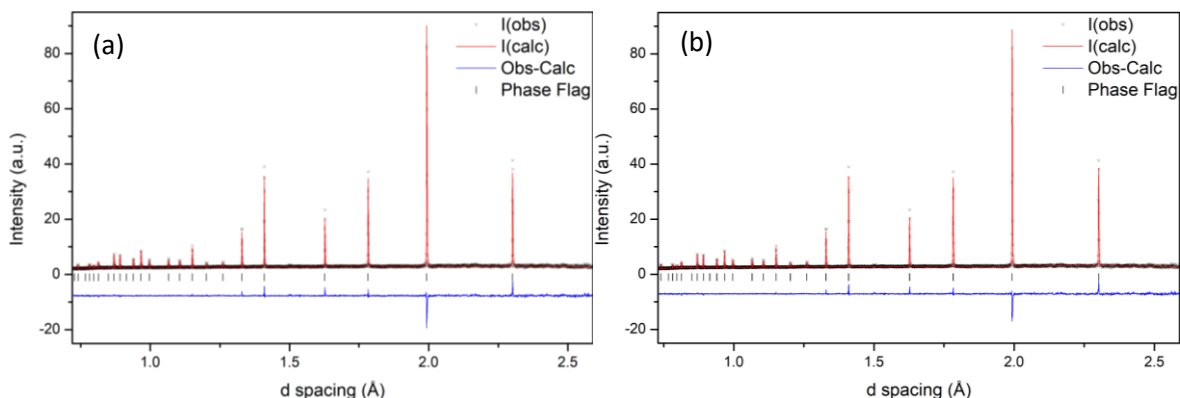 (a)
I(obs)
I(calc)
Obs-Calc
Phase Flag
Intensity (a.u.)
80
60
40
20
0
-20
1.0
1.5
2.0
2.5
d spacing (Å)
(b)
I(obs)
I(calc)
Obs-Calc
Phase Flag
Intensity (a.u.)
80
60
40
20
0
-20
1.0
1.5
2.0
2.5
d spacing (Å)